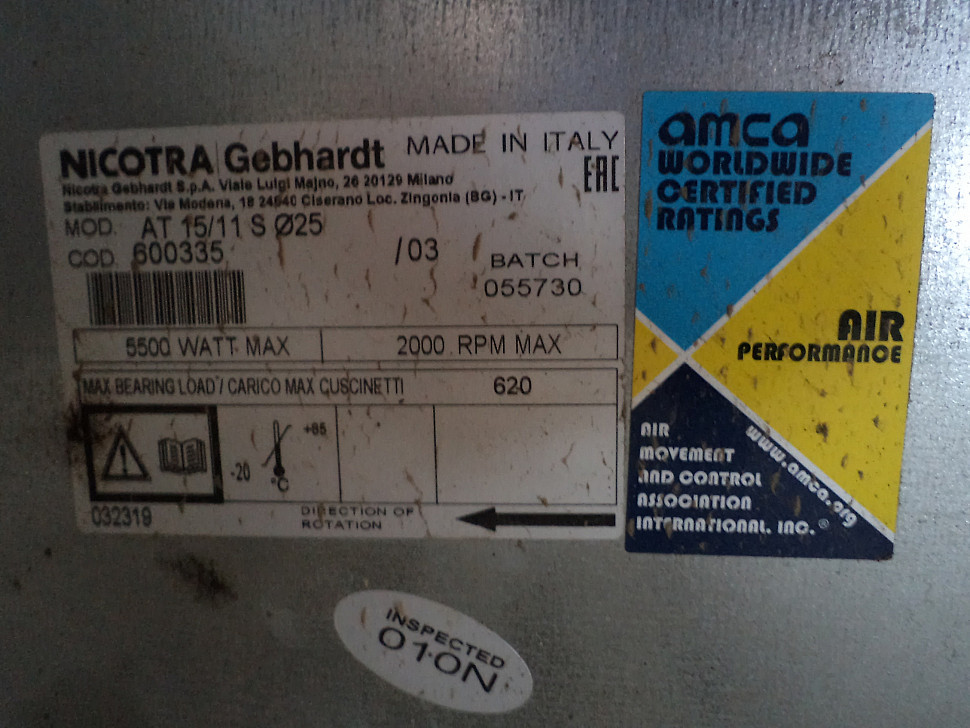 NICOTRA Gebhardt MADE IN ITALY
Nicotra Gebhardt S.p.A. Viale Luigi Majno, 26 20129 Milano
Stabilimento: Via Modena, 18 24040 Ciserano Loc. Zingonia (BG) - IT
EAC
MOD. AT 15/11 S Ø25
COD. 600335 /03
BATCH
055730
5500 WATT MAX 2000 RPM MAX
MAX BEARING LOAD / CARICO MAX CUSCINETTI 620
-20 °C +85
032319 DIRECTION OF
ROTATION
amca
WORLDWIDE
CERTIFIED
RATINGS
AIR
PERFORMANCE
AIR
MOVEMENT
AND CONTROL
ASSOCIATION
INTERNATIONAL, INC.®
www.amca.org
INSPECTED
010N